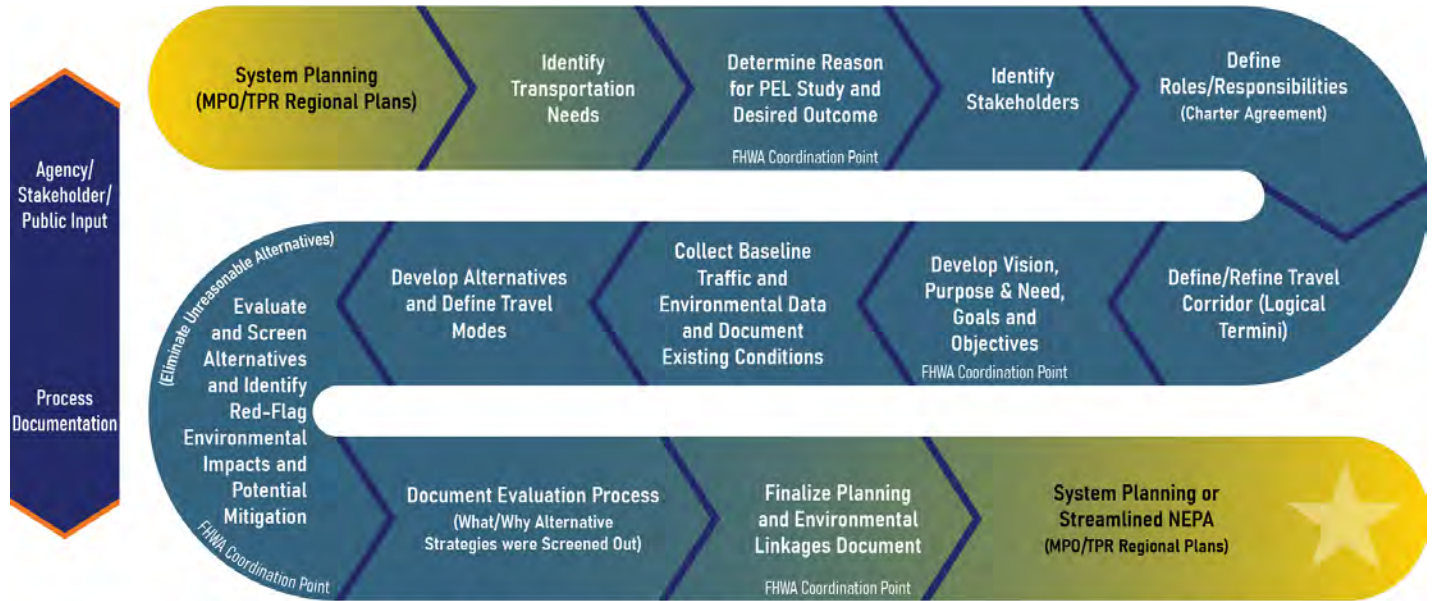 Agency/
Stakeholder/
Public Input
Process
Documentation
System Planning
(MPO/TPR Regional Plans)
Identify
Transportation
Needs
Determine Reason
for PEL Study and
Desired Outcome
FHWA Coordination Point
Identify
Stakeholders
Define
Roles/Responsibilities
(Charter Agreement)
Define/Refine Travel
Corridor (Logical
Termini)
Develop Vision,
Purpose & Need,
Goals and
Objectives
FHWA Coordination Point
Collect Baseline
Traffic and
Environmental Data
and Document
Existing Conditions
Develop Alternatives
and Define Travel
Modes
(Eliminate Unreasonable Alternatives)
Evaluate
and Screen
Alternatives
and Identify
Red-Flag
Environmental
Impacts and
Potential
Mitigation
FHWA Coordination Point
Document Evaluation Process
(What/Why Alternative
Strategies were Screened Out)
Finalize Planning
and Environmental
Linkages Document
FHWA Coordination Point
System Planning or
Streamlined NEPA
(MPO/TPR Regional Plans)